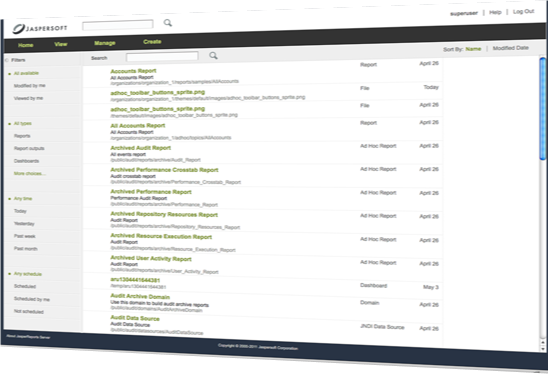 JASPERSOFT
superuser | Help | Log Out
Home View Manage Create
Filters
Search
Sort By: Name | Modified Date
All available
Modified by me
Viewed by me
All types
Reports
Report outputs
Dashboards
More choices...
Any time
Today
Yesterday
Past week
Past month
Any schedule
Scheduled
Scheduled by me
Not scheduled
Accounts Report Report April 26
All Accounts Report
/organizations/organization_1/reports/samples/AllAccounts
adhoc_toolbar_buttons_sprite.png File Today
/organizations/organization_1/themes/default/images/adhoc_toolbar_buttons_sprite.png
adhoc_toolbar_buttons_sprite.png File April 26
/themes/default/images/adhoc_toolbar_buttons_sprite.png
All Accounts Report Report April 26
All Accounts Report
/organizations/organization_1/adhoc/topics/AllAccounts
Archived Audit Report Ad Hoc Report April 26
All events report
/public/audit/reports/archive/Audit_Report
Archived Performance Crosstab Report Ad Hoc Report April 26
Audit crosstab report
/public/audit/reports/archive/Performance_Crosstab_Report
Archived Performance Report Ad Hoc Report April 26
Performance Audit Report
/public/audit/reports/archive/Performance_Report
Archived Repository Resources Report Ad Hoc Report April 26
Audit Report
/public/audit/reports/archive/Repository_Resources_Report
Archived Resource Execution Report Ad Hoc Report April 26
Audit Report
/public/audit/reports/archive/Resource_Execution_Report
Archived User Activity Report Ad Hoc Report April 26
Audit Report
/public/audit/reports/archive/User_Activity_Report
aru1304441644381 Dashboard May 3
/temp/aru1304441644381
Audit Archive Domain Domain April 26
Use this domain to build audit archive reports
/public/audit/domains/AuditArchiveDomain
Audit Data Source JNDI Data Source April 26
Audit Data Source
/public/audit/datasources/AuditDataSource
About JasperReports Server
Copyright © 2000-2011 Jaspersoft Corporation